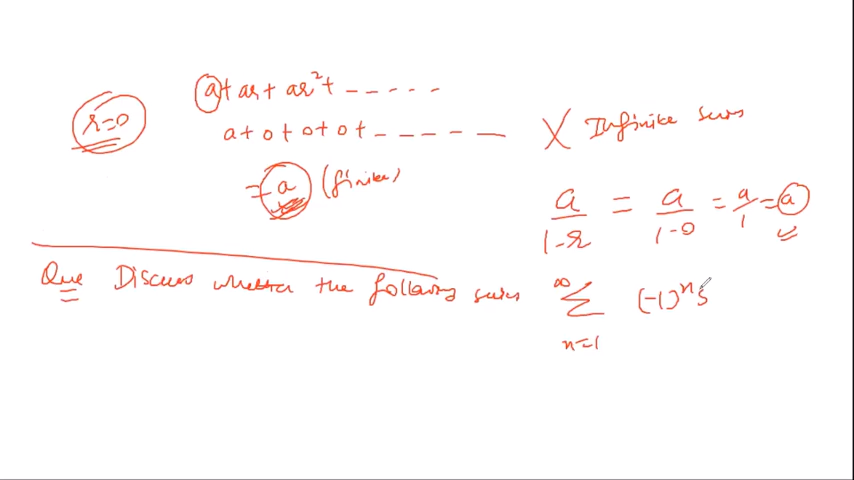 a + ar + ar² + - - - - -
r=0
a + 0 + 0 + 0 + - - - - - -
X Infinite series
= a (finite)
a/1-r = a/1-0 = a/1 = a
Que Discuss whether the following series ∞ Σ n=1 (-1)ⁿ 5